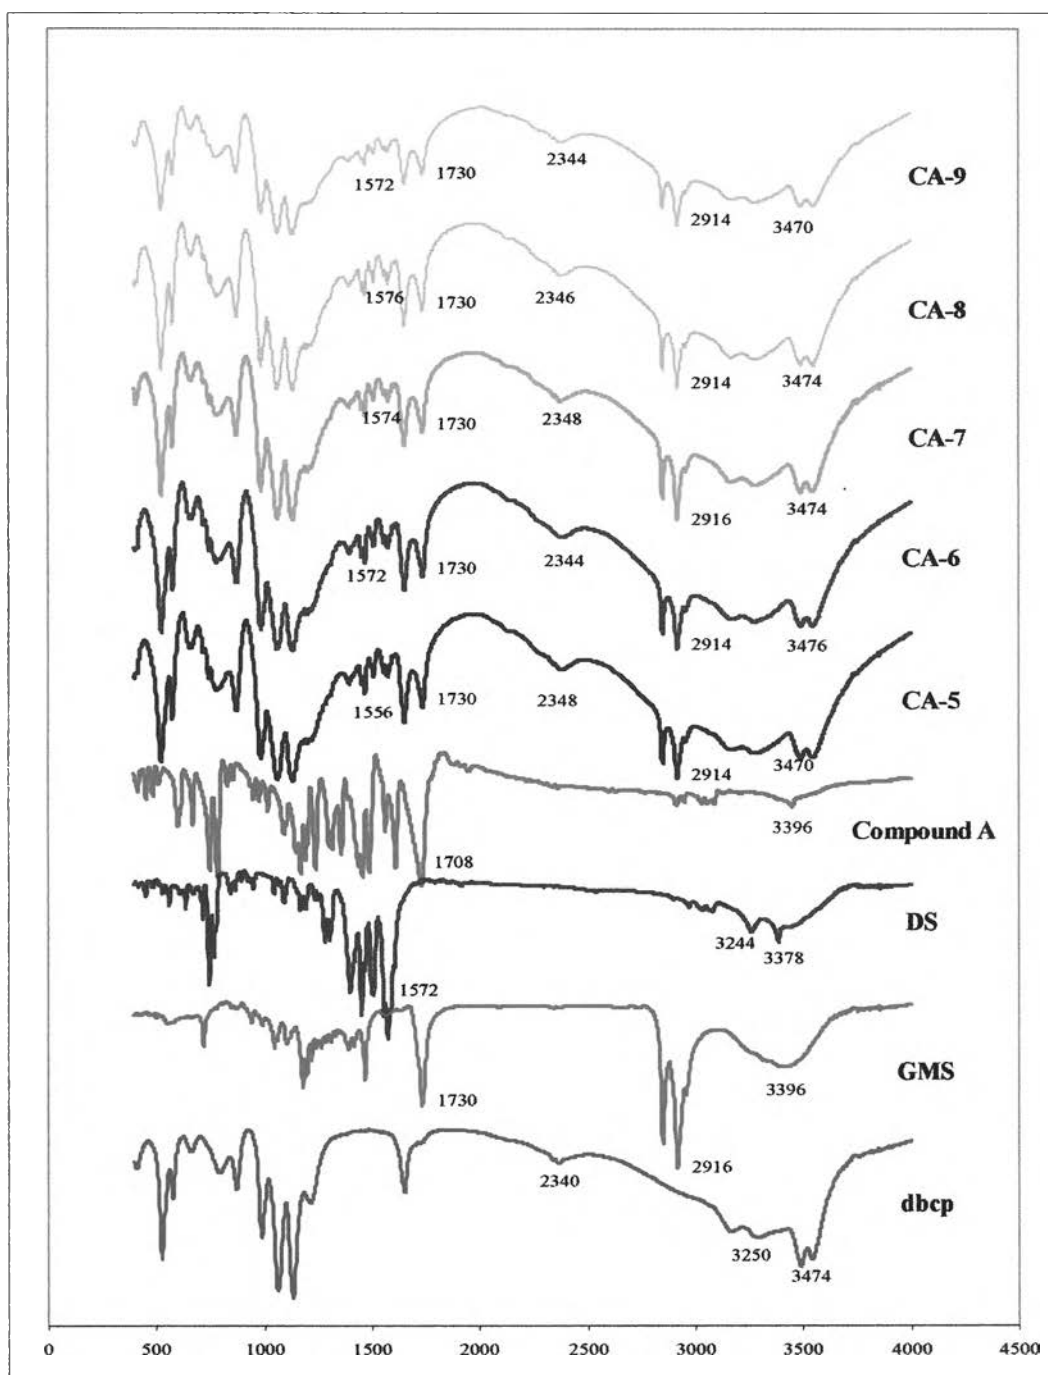 1572 1730 2344 2914 3470 CA-9
1576 1730 2346 2914 3474 CA-8
1574 1730 2348 2916 3474 CA-7
1572 1730 2344 2914 3476 CA-6
1556 1730 2348 2914 3470 CA-5
1708 3396 Compound A
1572 3244 3378 DS
1730 2916 3396 GMS
2340 3250 3474 dbcp
0 500 1000 1500 2000 2500 3000 3500 4000 4500